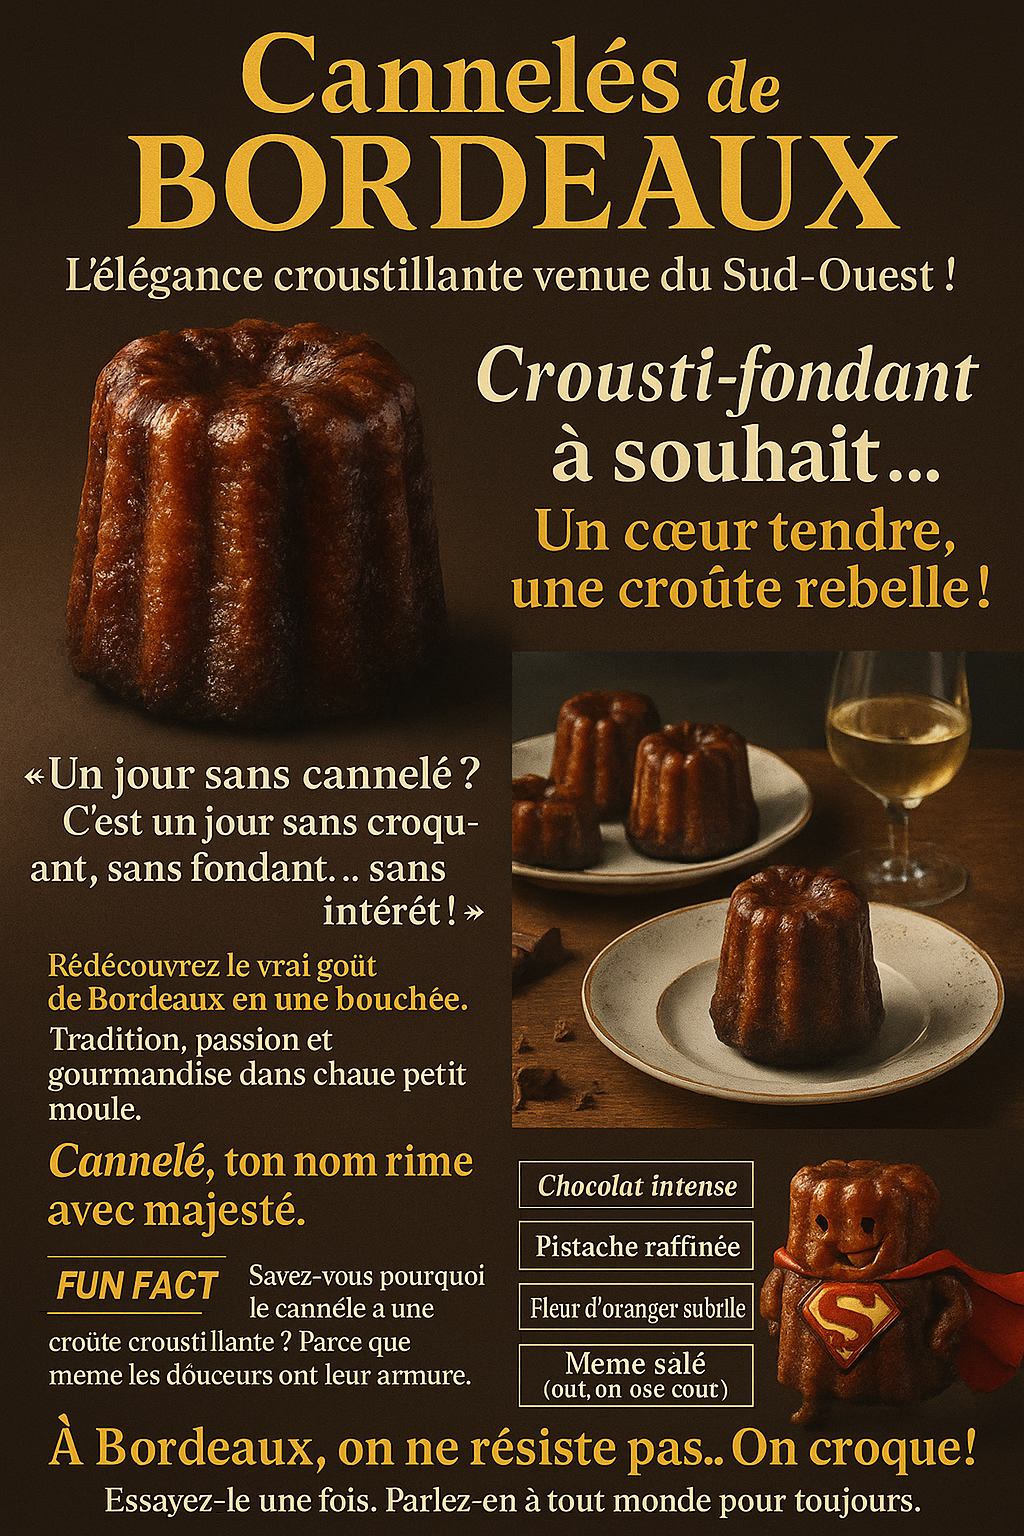 Cannelés de
BORDEAUX
L'élégance croustillante venue du Sud-Ouest !
Crousti-fondant
à souhait...
Un cœur tendre,
une croûte rebelle !
«Un jour sans cannelé ?
C'est un jour sans croqu-
ant, sans fondant... sans
intérét ! »
Rédécouvrez le vrai goüt
de Bordeaux en une bouchée.
Tradition, passion et
gourmandise dans chaue petit
moule.
Cannelé, ton nom rime
avec majesté.
FUN FACT
Savez-vous pourquoi
le cannéle a une
croüte croustillante ? Parce que
meme les dóuceurs ont leur armure.
Chocolat intense
Pistache raffinée
Fleur d'oranger subrlle
Meme sàlé
(out, on ose cout)
S
À Bordeaux, on ne résiste pas.. On croque!
Essayez-le une fois. Parlez-en à tout monde pour toujours.